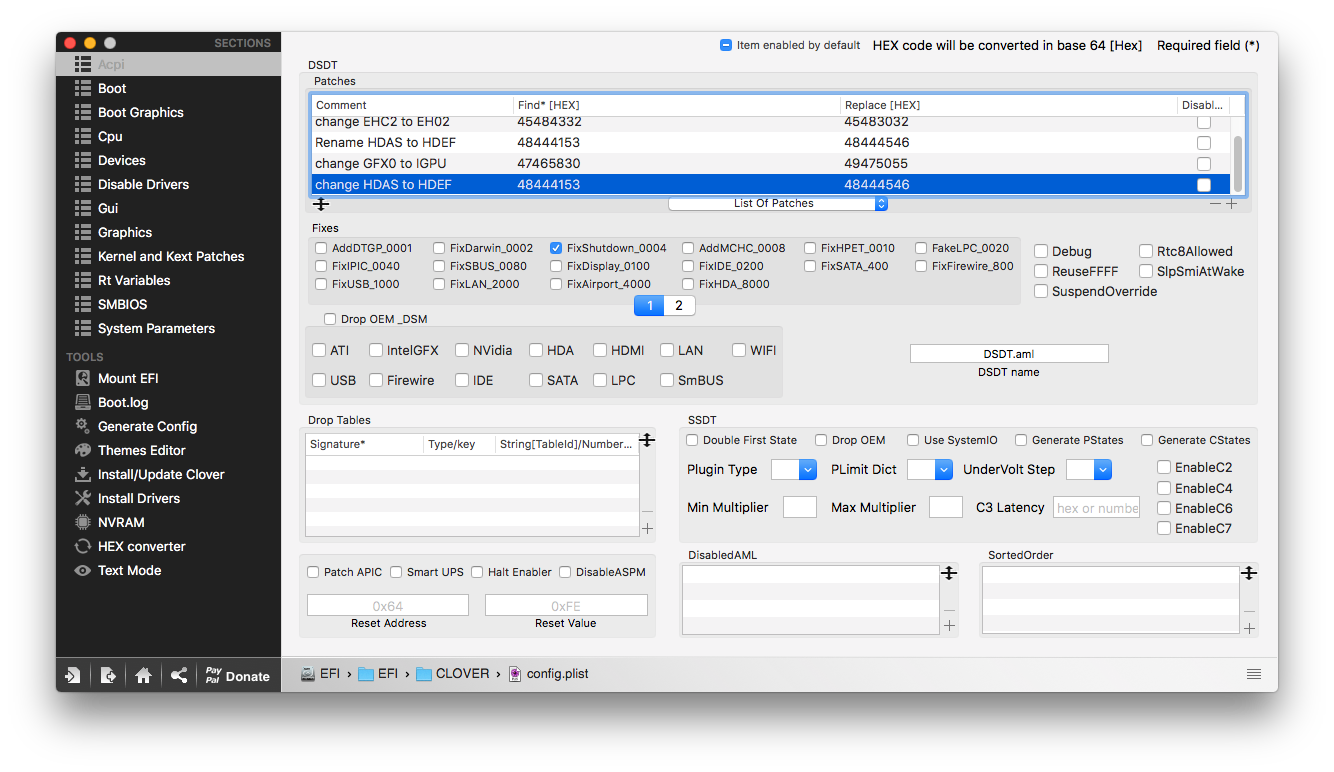 SECTIONS
Item enabled by default HEX code will be converted in base 64 [Hex] Required field (*)
Acpi
Boot
Boot Graphics
Cpu
Devices
Disable Drivers
Gui
Graphics
Kernel and Kext Patches
Rt Variables
SMBIOS
System Parameters
TOOLS
Mount EFI
Boot.log
Generate Config
Themes Editor
Install/Update Clover
Install Drivers
NVRAM
HEX converter
Text Mode
Pay
Pal
Donate
DSDT
Patches
Comment Find* [HEX] Replace [HEX] Disabl...
change EHC2 to EH02 45484332 45483032
Rename HDAS to HDEF 48444153 48444546
change GFX0 to IGPU 47465830 49475055
change HDAS to HDEF 48444153 48444546
List Of Patches
Fixes
AddDTGP_0001 FixDarwin_0002 FixShutdown_0004 AddMCHC_0008 FixHPET_0010 FakeLPC_0020
FixIPIC_0040 FixSBUS_0080 FixDisplay_0100 FixIDE_0200 FixSATA_400 FixFirewire_800
FixUSB_1000 FixLAN_2000 FixAirport_4000 FixHDA_8000
1 2
Debug Rtc8Allowed
ReuseFFFF SlpSmiAtWake
SuspendOverride
Drop OEM _DSM
ATI IntelGFX NVidia HDA HDMI LAN WIFI
USB Firewire IDE SATA LPC SmBUS
DSDT.aml
DSDT name
Drop Tables
Signature* Type/key String[TableId]/Number...
SSDT
Double First State Drop OEM Use SystemIO Generate PStates Generate CStates
Plugin Type PLimit Dict UnderVolt Step EnableC2
EnableC4
Min Multiplier Max Multiplier C3 Latency hex or numbe EnableC6
EnableC7
Patch APIC Smart UPS Halt Enabler DisableASPM
0x64 0xFE
Reset Address Reset Value
DisabledAML
SortedOrder
EFI › EFI › CLOVER › config.plist